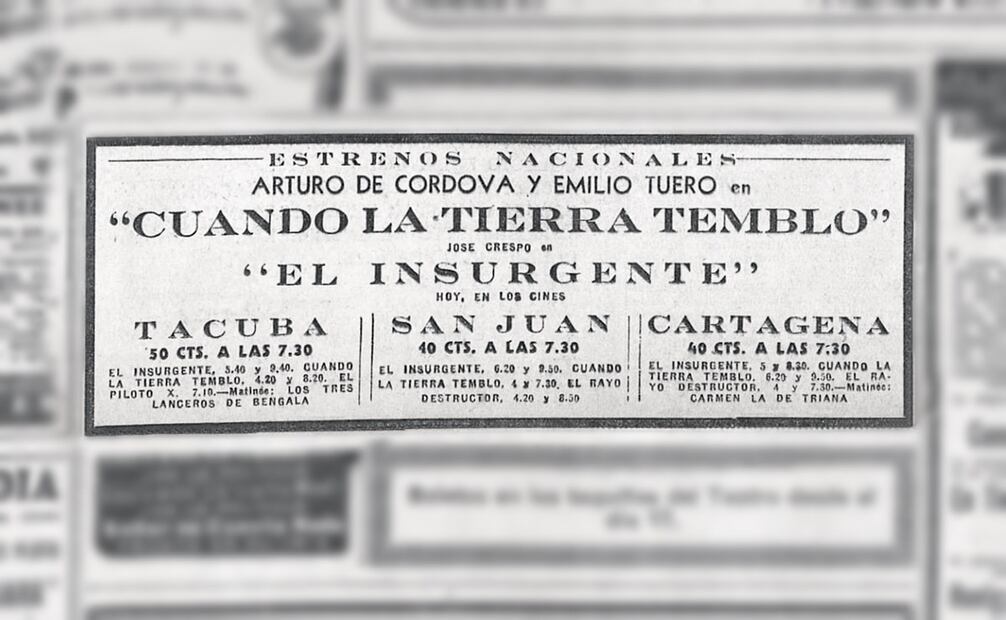 ESTRENOS NACIONALES
ARTURO DE CORDOVA Y EMILIO TUERO en
“CUANDO LA TIERRA TEMBLO”
JOSE CRESPO en
“EL INSURGENTE”
HOY, EN LOS CINES
TACUBA
50 CTS. A LAS 7.30
EL INSURGENTE, 5.40 y 9.40. CUANDO
LA TIERRA TEMBLO, 4.20 y 8.20. EL
PILOTO X. 7.10.—Matinée: LOS TRES
LANCEROS DE BENGALA
SAN JUAN
40 CTS. A LAS 7.30
EL INSURGENTE, 6.20 y 9.50. CUANDO
LA TIERRA TEMBLO, 4 y 7.30. EL RAYO
DESTRUCTOR, 4.20 y 8.50
CARTAGENA
40 CTS. A LAS 7:30
EL INSURGENTE, 5 y 8.30. CUANDO LA
TIERRA TEMBLO, 6.20 y 9.50. EL RA-
YO DESTRUCTOR, 4 y 7.30.—Matinée:
CARMEN LA DE TRIANA
DIA